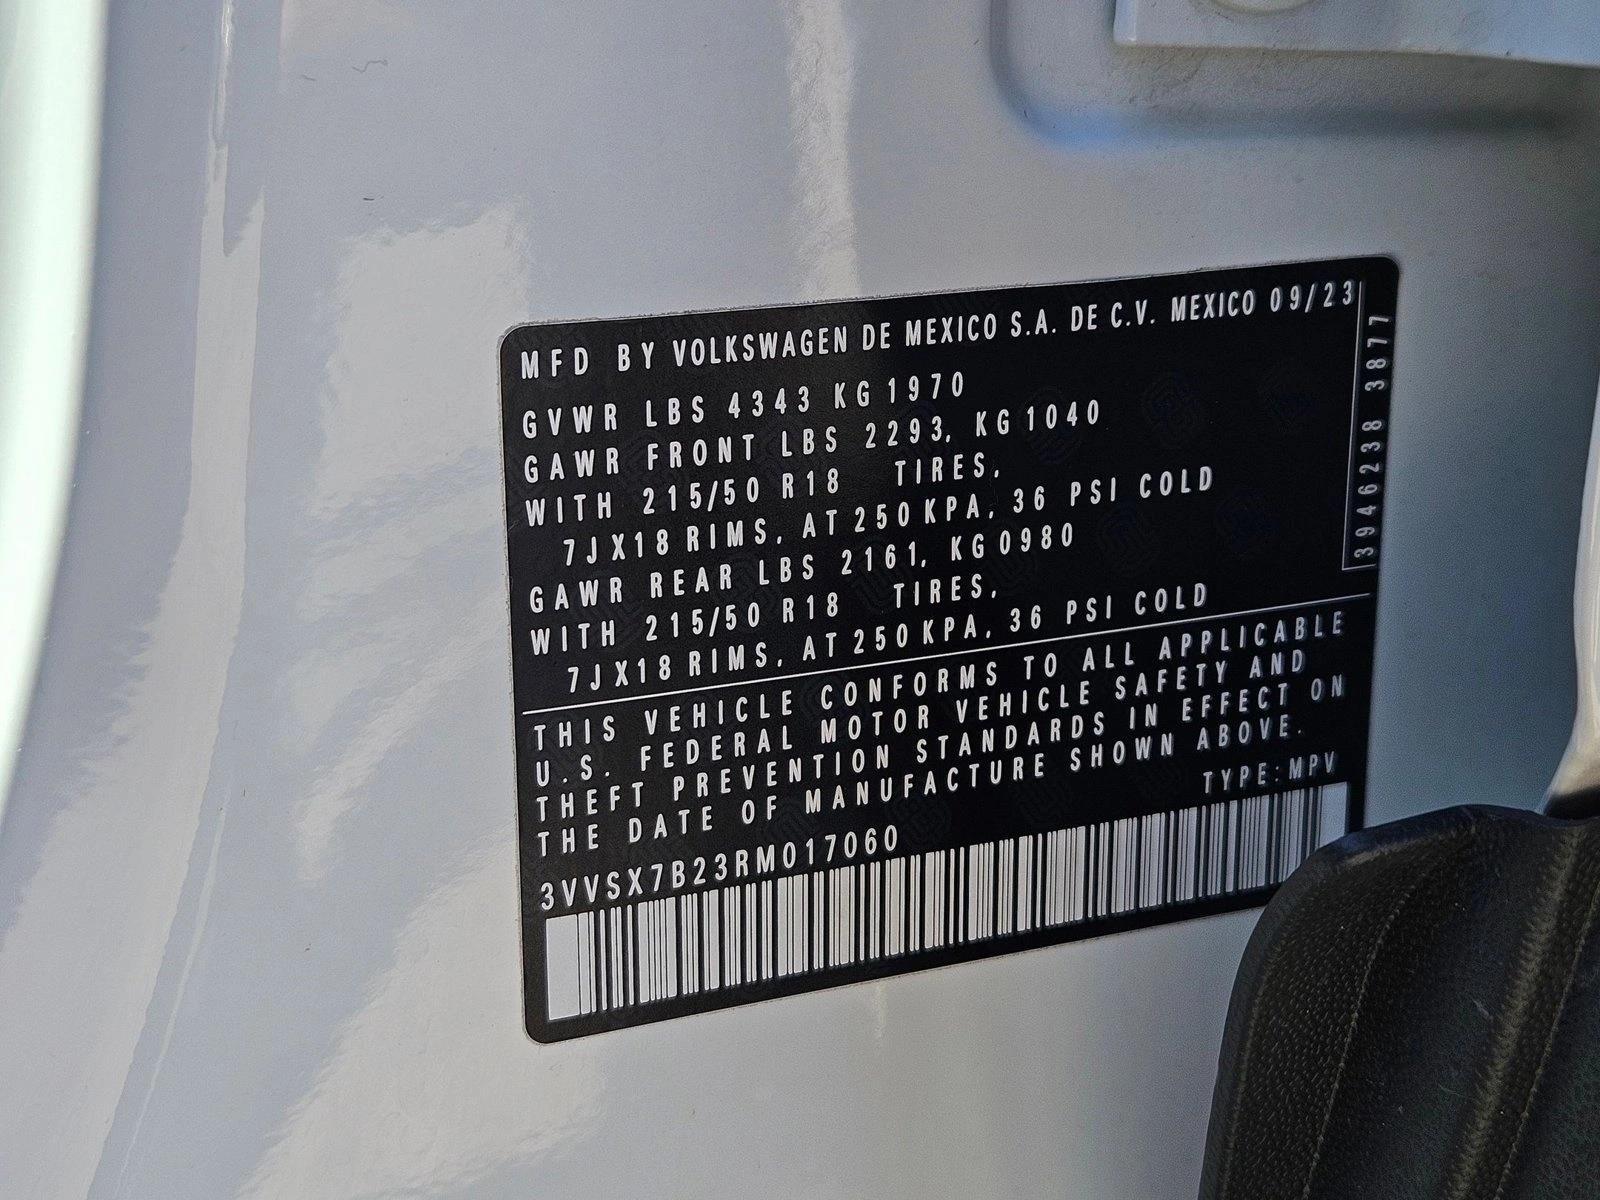 MFD BY VOLKSWAGEN DE MEXICO S.A. DE C.V. MEXICO 09/23
GVWR LBS 4343 KG 1970
GAWR FRONT LBS 2293, KG 1040
WITH 215/50 R18 TIRES,
7JX18 RIMS, AT 250 KPA, 36 PSI COLD
GAWR REAR LBS 2161, KG 0980
WITH 215/50 R18 TIRES,
7JX18 RIMS, AT 250 KPA, 36 PSI COLD
3946238 3877
THIS VEHICLE CONFORMS TO ALL APPLICABLE
U.S. FEDERAL MOTOR VEHICLE SAFETY AND
THEFT PREVENTION STANDARDS IN EFFECT ON
THE DATE OF MANUFACTURE SHOWN ABOVE.
TYPE: MPV
3VVSX7B23RM017060